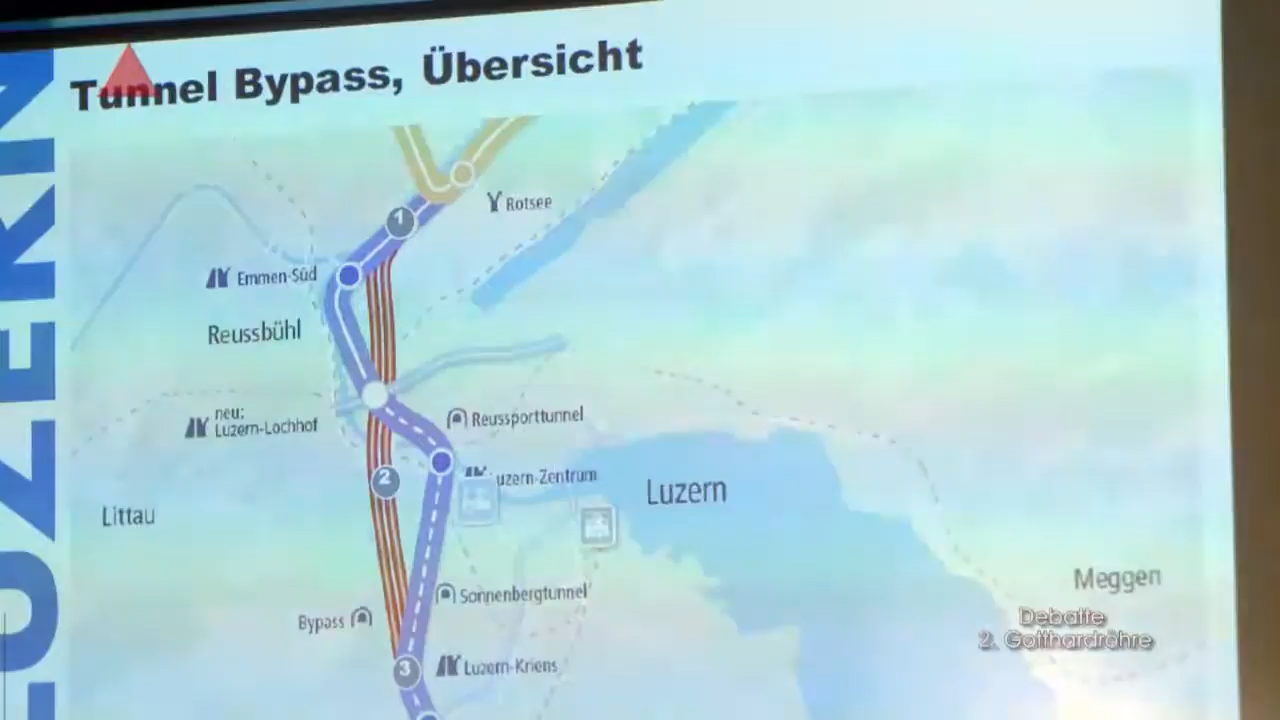 LUZERN
Tunnel Bypass, Übersicht
Rotsee
1
Emmen-Süd
Reussbühl
neu:
Luzern-Lochhof
Reussporttunnel
2
uzern-Zentrum
Luzern
Littau
Meggen
Sonnenbergtunnel
Bypass
Debatte
2. Gotthardröhre
3
Luzern-Kriens